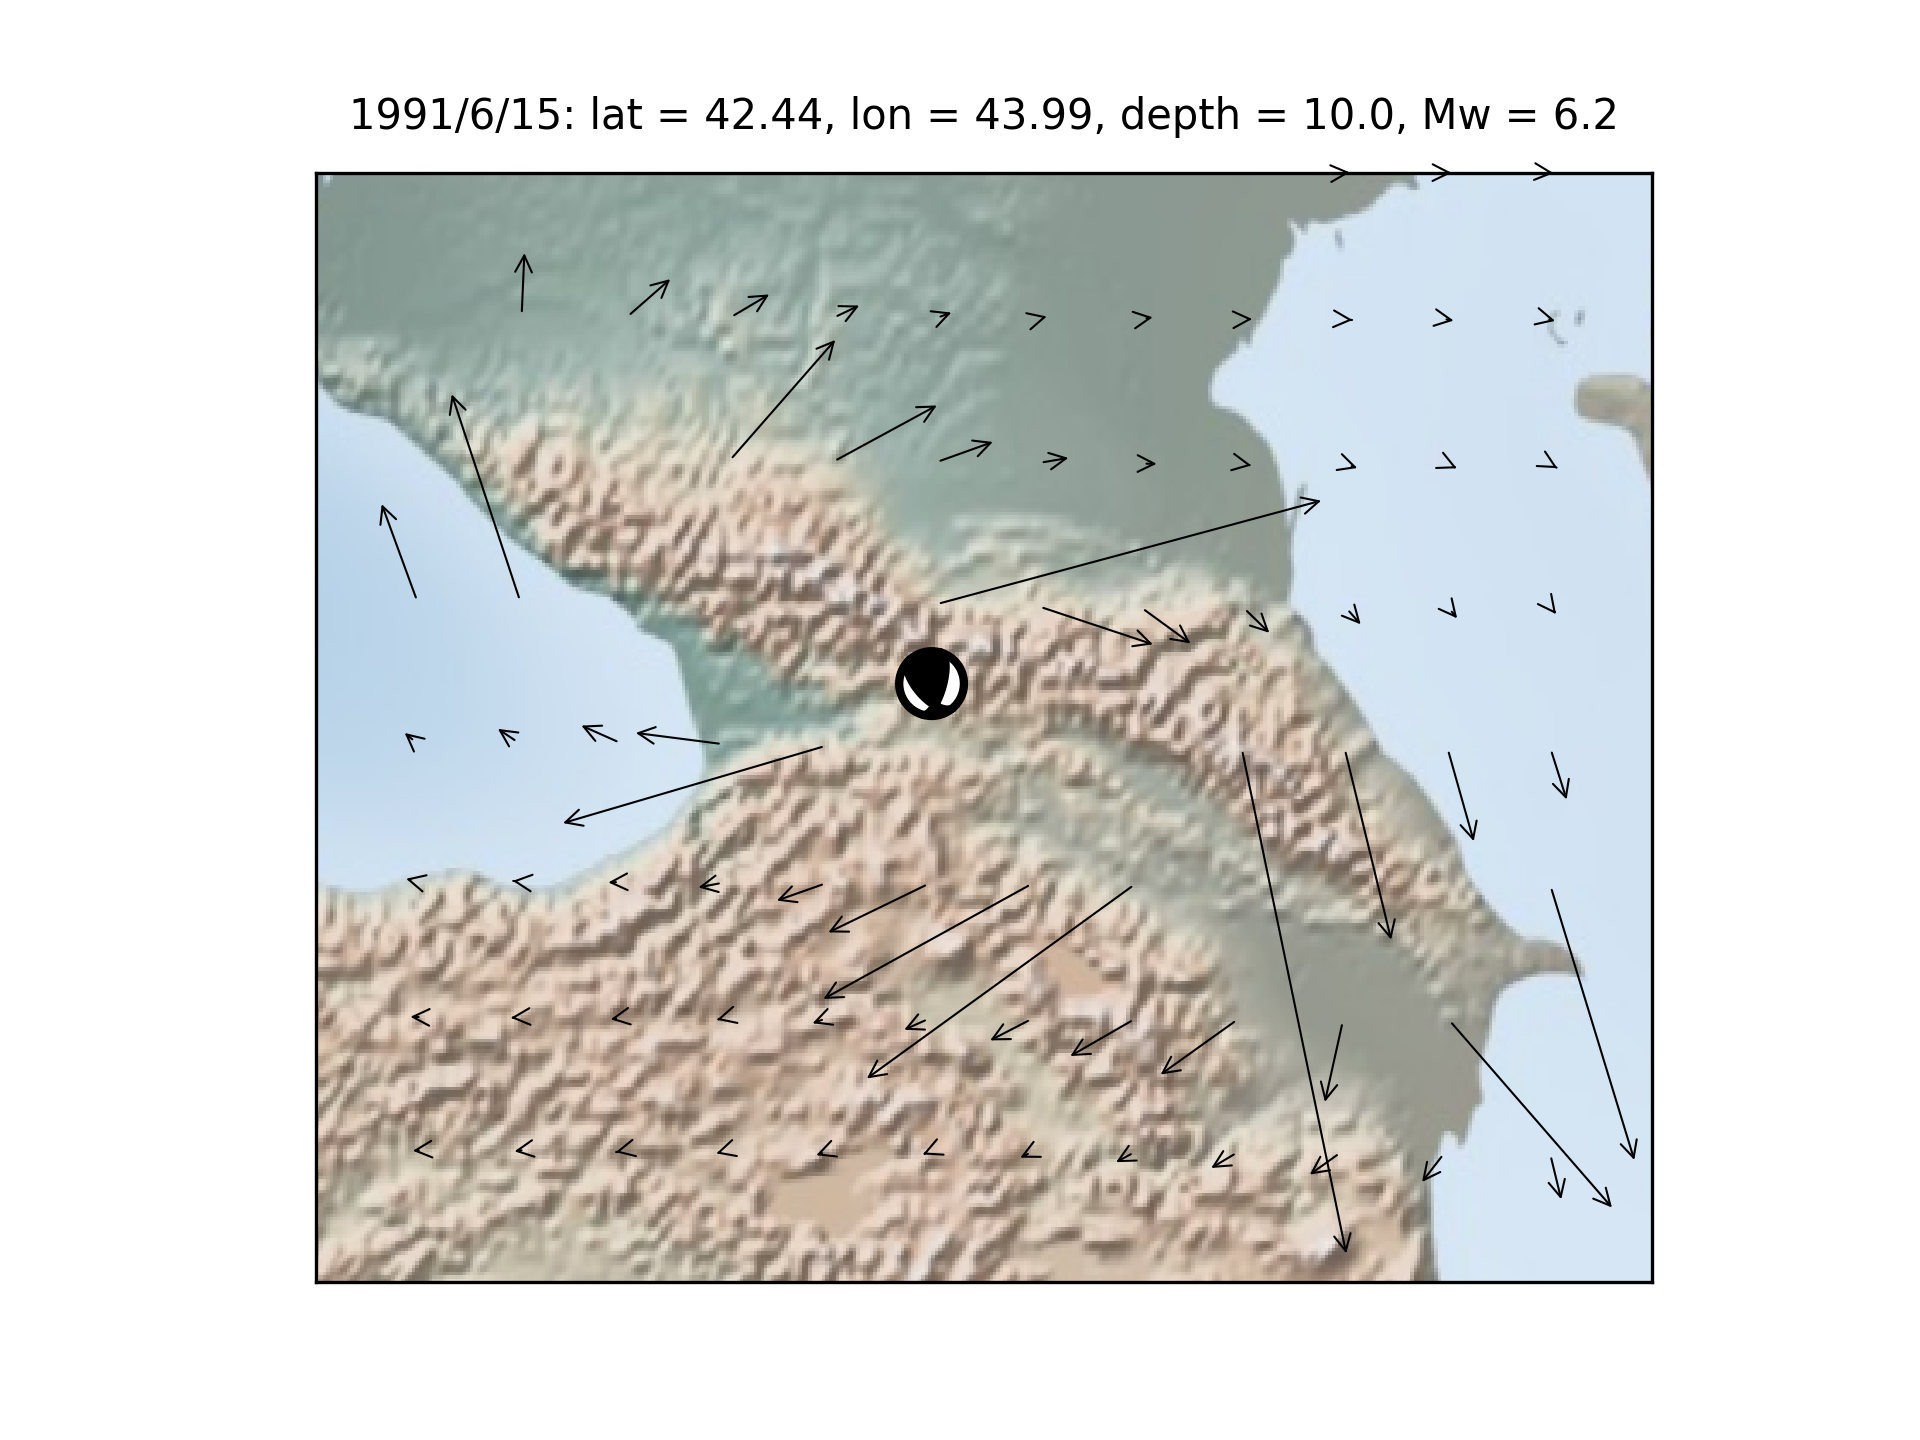 1991/6/15: lat = 42.44, lon = 43.99, depth = 10.0, Mw = 6.2